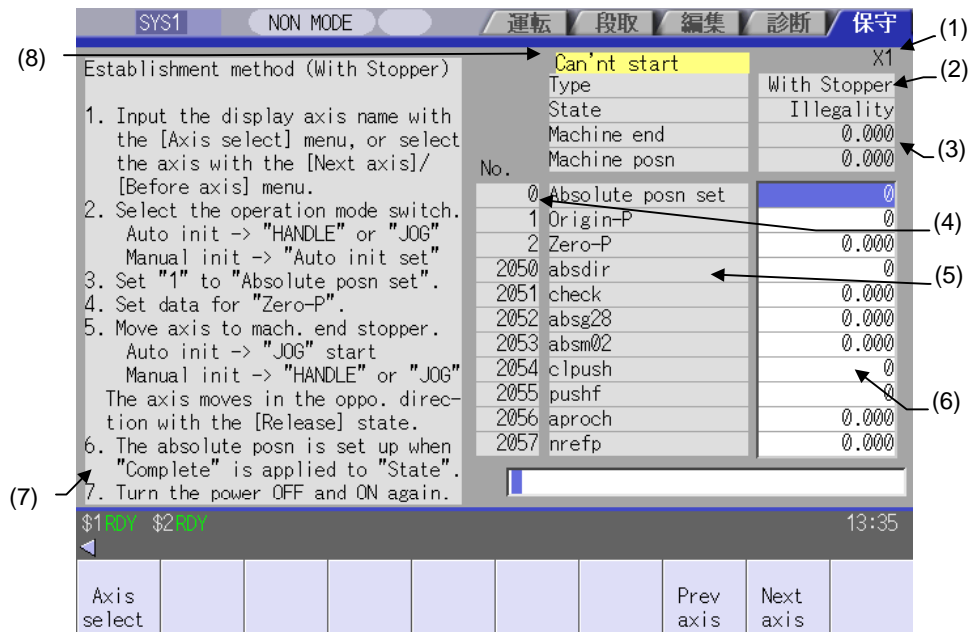 SYS1 NON MODE 運転 段取 編集 診断 保守
(1)
(2)
(3)
(4)
(5)
(6)
(7)
(8)
Establishment method (With Stopper)
1. Input the display axis name with
the [Axis select] menu, or select
the axis with the [Next axis]/
[Before axis] menu.
2. Select the operation mode switch.
Auto init -> "HANDLE" or "JOG"
Manual init -> "Auto init set"
3. Set "1" to "Absolute posn set".
4. Set data for "Zero-P".
5. Move axis to mach. end stopper.
Auto init -> "JOG" start
Manual init -> "HANDLE" or "JOG"
The axis moves in the oppo. direc-
tion with the [Release] state.
6. The absolute posn is set up when
"Complete" is applied to "State".
7. Turn the power OFF and ON again.
Can'nt start X1
Type With Stopper
State Illegality
Machine end 0.000
Machine posn 0.000
No.
0 Absolute posn set 0
1 Origin-P 0
2 Zero-P 0.000
2050 absdir 0
2051 check 0.000
2052 absg28 0.000
2053 absm02 0.000
2054 clpush 0
2055 pushf 0
2056 aproch 0.000
2057 nrefp 0.000
$1 RDY $2 RDY 13:35
Axis select
Prev axis
Next axis